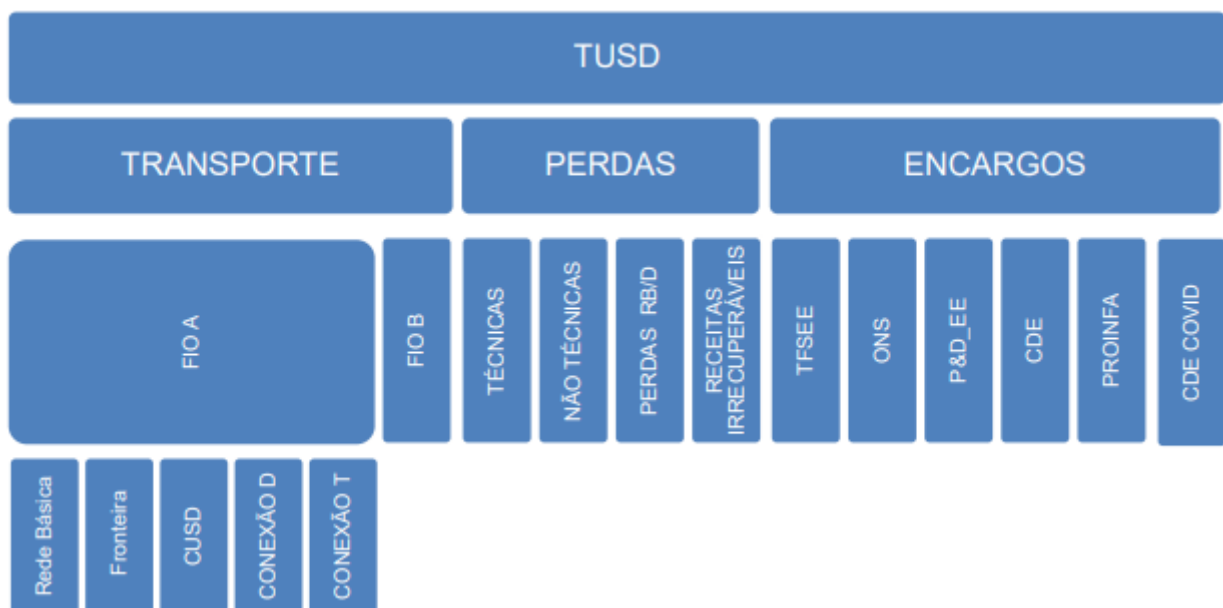 TUSD
TRANSPORTE
PERDAS
ENCARGOS
FIO A
FIO B
TÉCNICAS
NÃO TÉCNICAS
PERDAS RB/D
RECEITAS
IRRECUPERÁVEIS
TFSEE
ONS
P&D_EE
CDE
PROINFA
CDE COVID
Rede Básica
Fronteira
CUSD
CONEXÃO D
CONEXÃO T